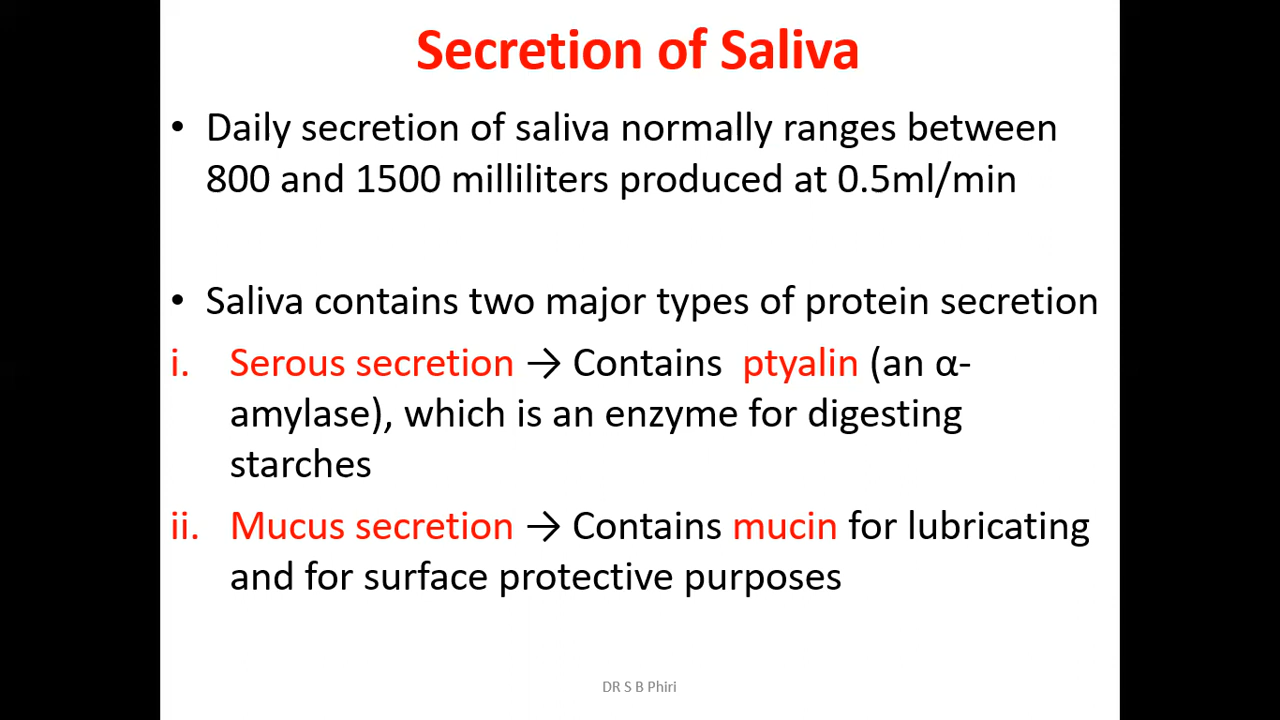 Secretion of Saliva
• Daily secretion of saliva normally ranges between
800 and 1500 milliliters produced at 0.5ml/min
• Saliva contains two major types of protein secretion
i. Serous secretion → Contains ptyalin (an α-
amylase), which is an enzyme for digesting
starches
ii. Mucus secretion → Contains mucin for lubricating
and for surface protective purposes
DR S B Phiri